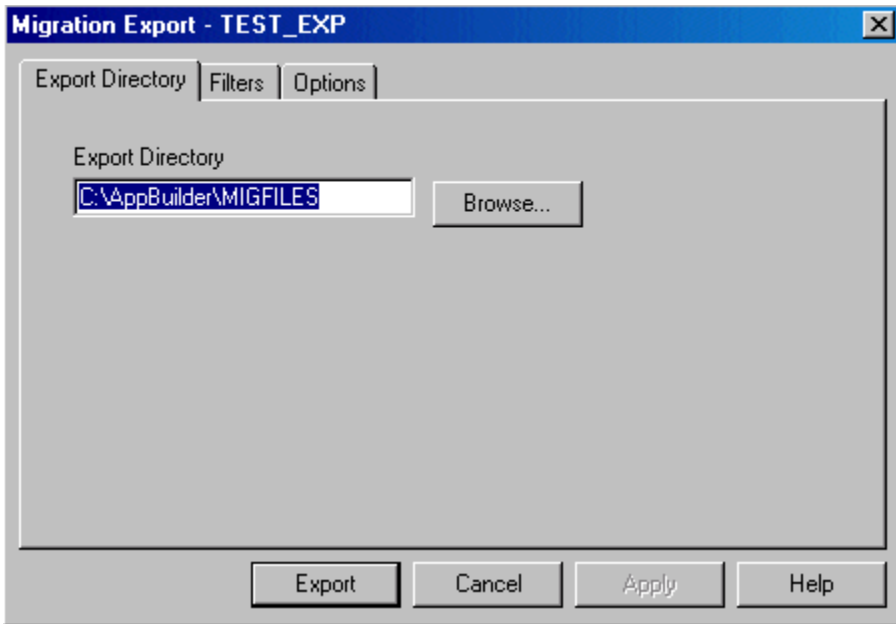 Migration Export - TEST_EXP
Export Directory Filters Options
Export Directory
C:\AppBuilder\MIGFILES Browse...
Export Cancel Apply Help